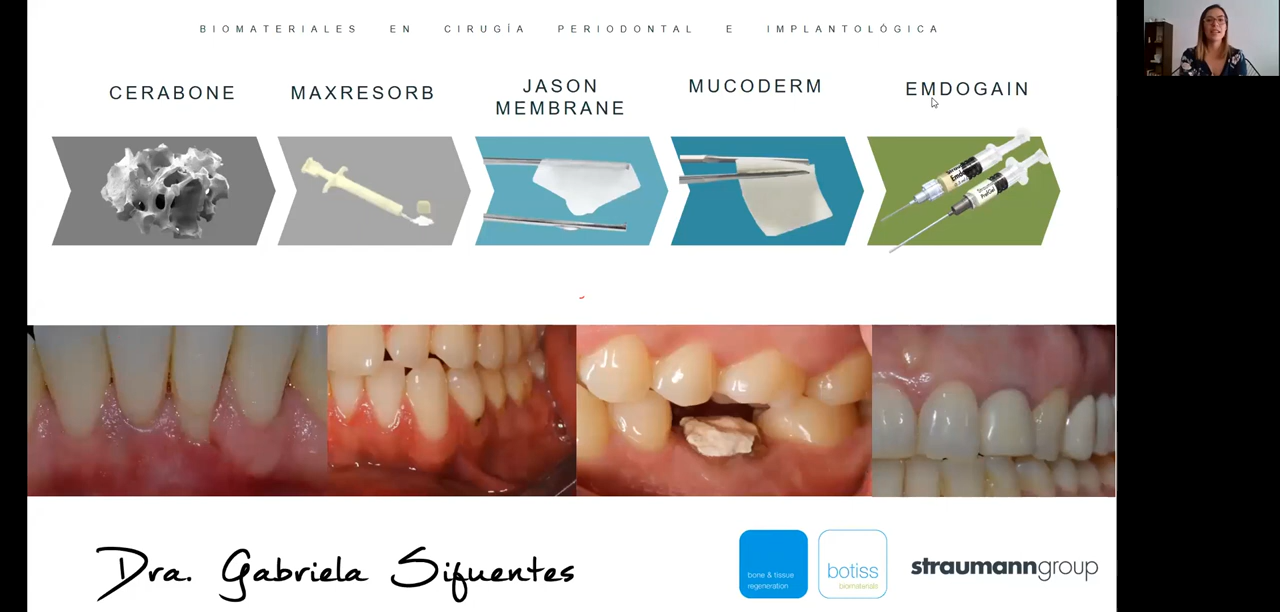 BIOMATERIALES EN CIRUGÍA PERIODONTAL E IMPLANTOLÓGICA
CERABONE
MAXRESORB
JASON
MEMBRANE
MUCODERM
EMDOGAIN
Dra. Gabriela Sifuentes
bone & tissue
regeneration
botiss
biomaterials
straumanngroup